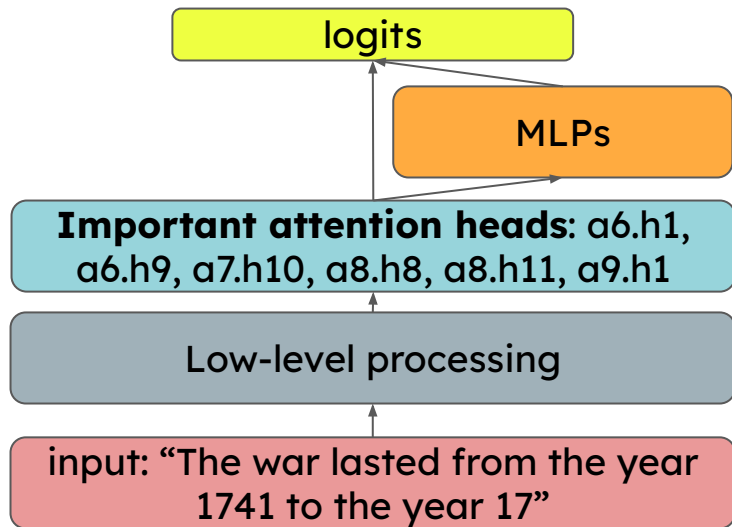 logits
MLPs
Important attention heads: a6.h1,
a6.h9, a7.h10, a8.h8, a8.h11, a9.h1
Low-level processing
input: “The war lasted from the year
1741 to the year 17”